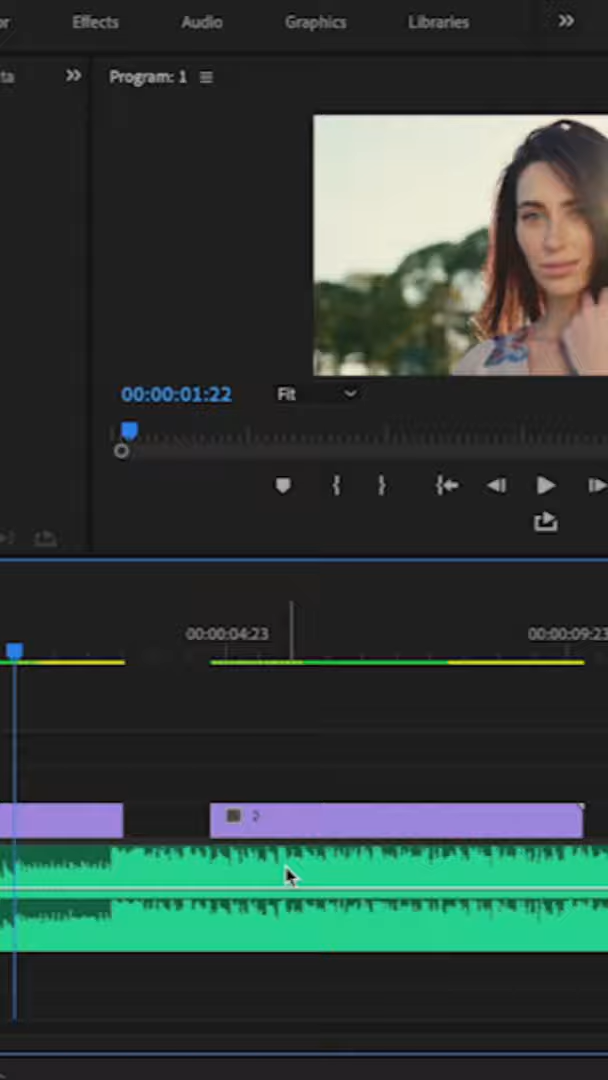 or Effects Audio Graphics Libraries
ta Program: 1
00:00:01:22 Fit
00:00:04:23 00:00:09:23
2